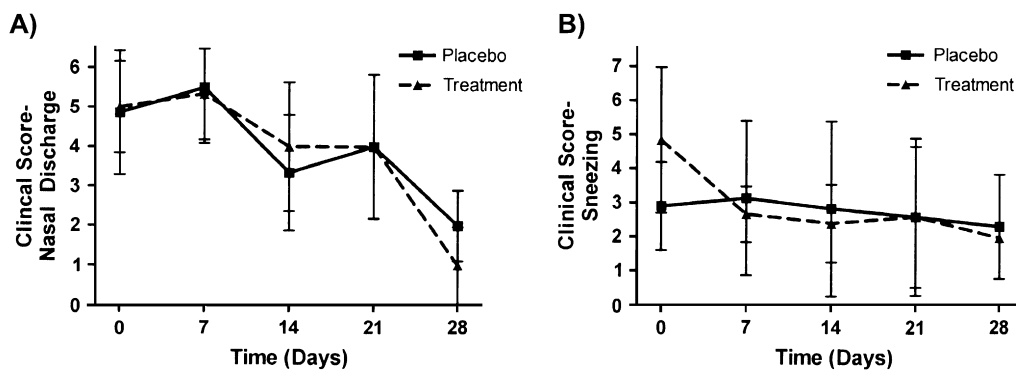 A)
Clincal Score-
Nasal Discharge
6
5
4
3
2
1
0
0 7 14 21 28
Time (Days)
Placebo
Treatment
B)
Clinical Score-
Sneezing
7
6
5
4
3
2
1
0
0 7 14 21 28
Time (Days)
Placebo
Treatment